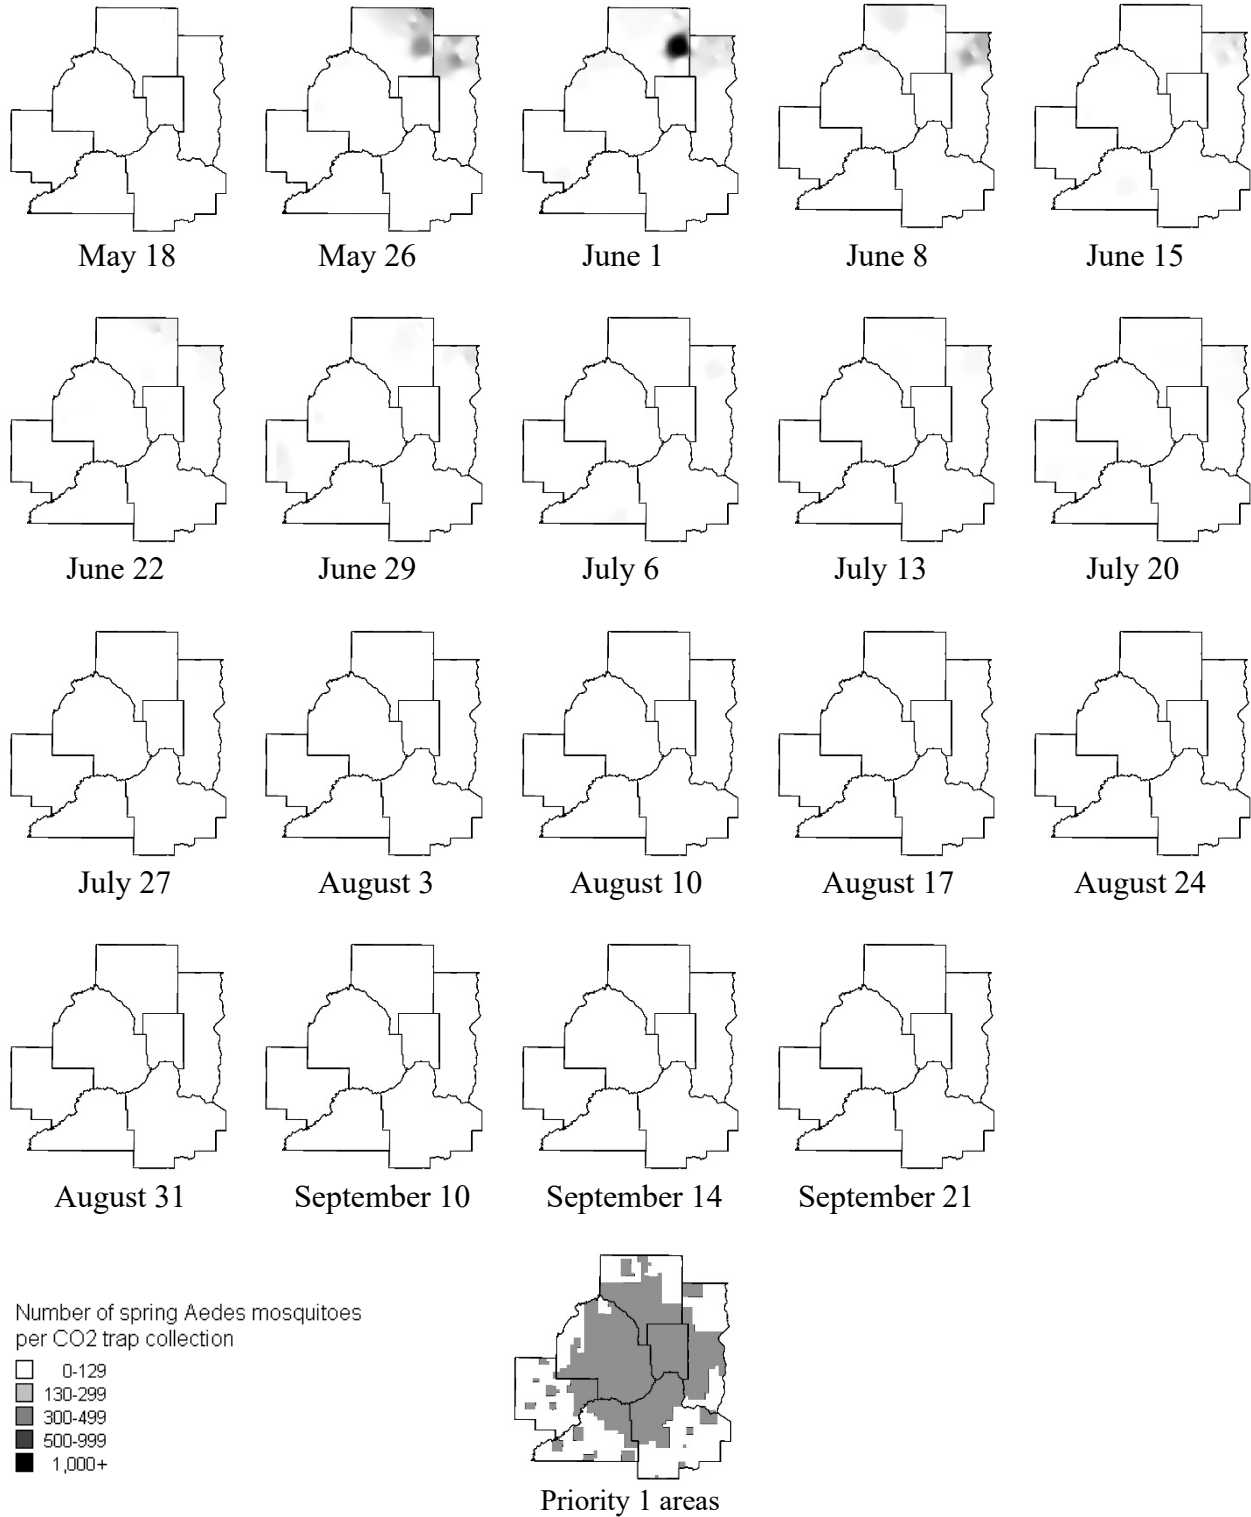 May 18
May 26
June 1
June 8
June 15
June 22
June 29
July 6
July 13
July 20
July 27
August 3
August 10
August 17
August 24
August 31
September 10
September 14
September 21
Number of spring Aedes mosquitoes
per CO2 trap collection
0-129
130-299
300-499
500-999
1,000+
Priority 1 areas